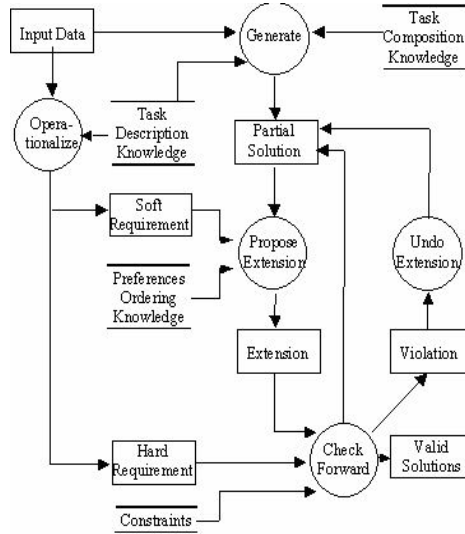 Input Data
Generate
Task
Composition
Knowledge
Opera-
tionalize
Task
Description
Knowledge
Partial
Solution
Soft
Requirement
Propose
Extension
Undo
Extension
Preferences
Ordering
Knowledge
Extension
Violation
Hard
Requirement
Check
Forward
Valid
Solutions
Constraints